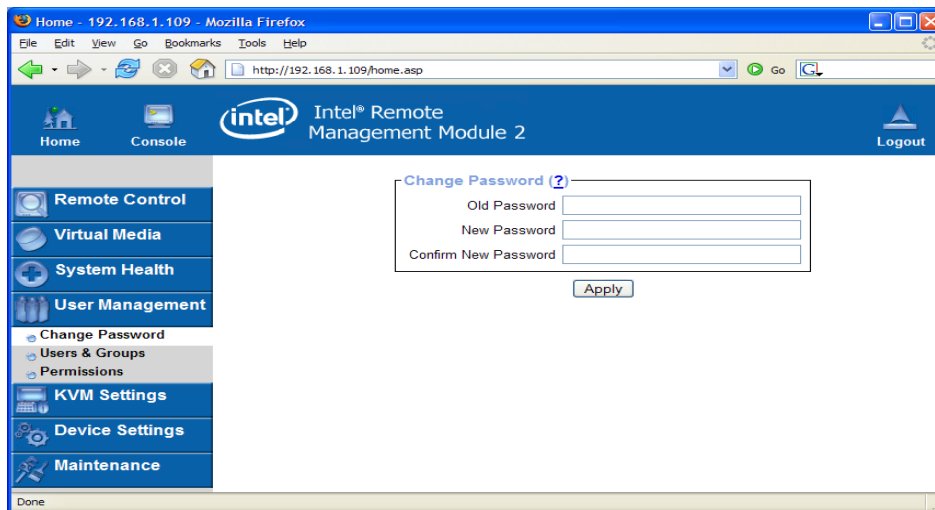 Home - 192.168.1.109 - Mozilla Firefox
File Edit View Go Bookmarks Tools Help
http://192.168.1.109/home.asp Go G
Home Console intel Intel® Remote Management Module 2 Logout
Change Password (?)
Old Password
New Password
Confirm New Password
Apply
Remote Control
Virtual Media
System Health
User Management
Change Password
Users & Groups
Permissions
KVM Settings
Device Settings
Maintenance
Done